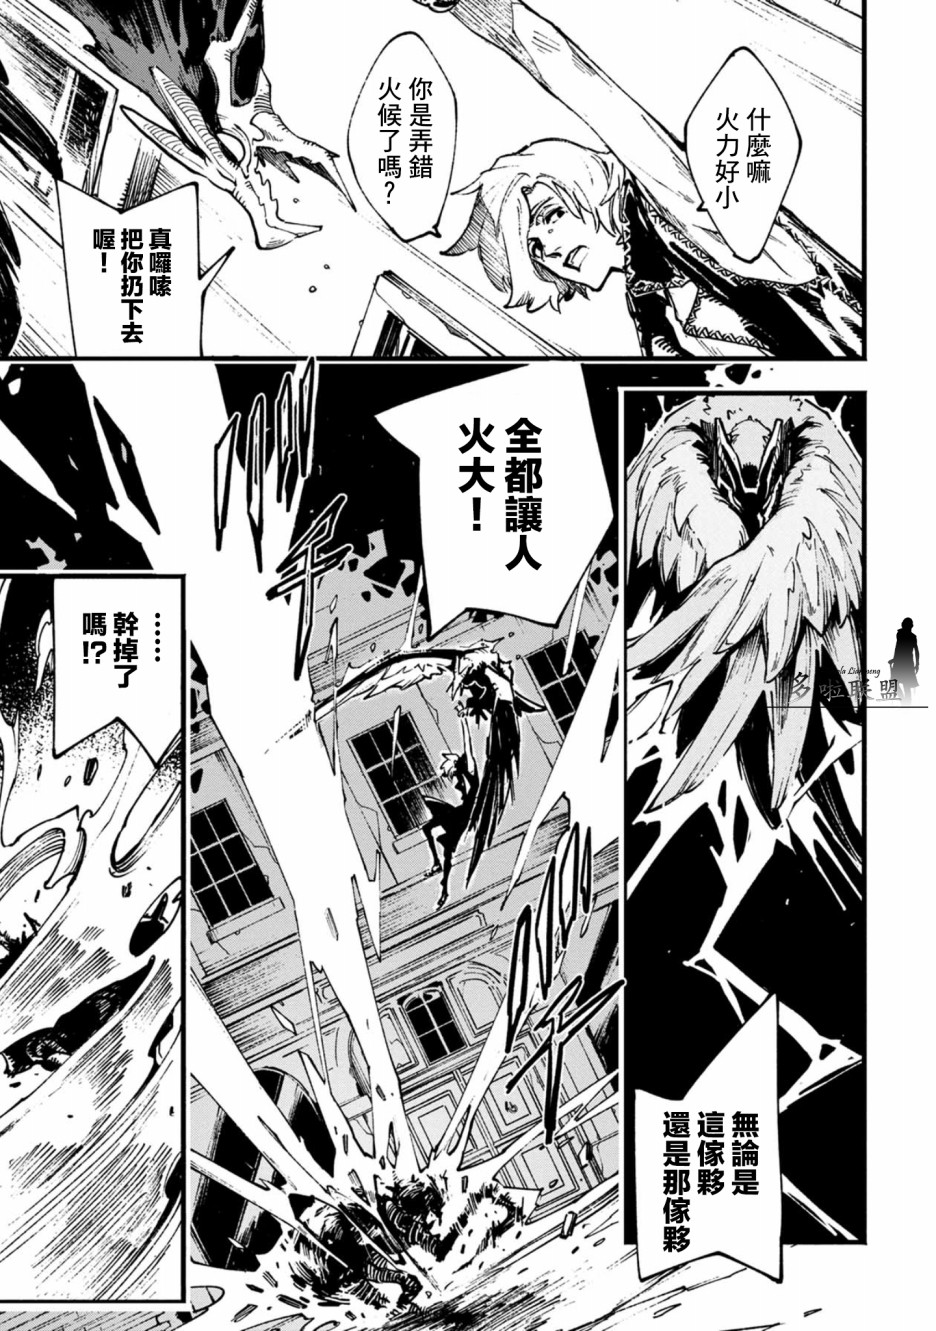 什麼嘛
火力好小
你是弄錯
火候了嗎？
真囉嗦
把你扔下去
喔！
無論是
這傢夥
還是那傢夥
全都讓人
火大！
……
幹掉了
嗎!?
哆啦联盟